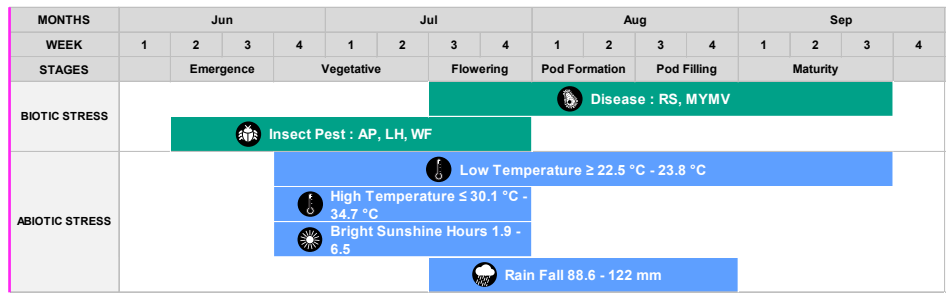 MONTHS Jun Jul Aug Sep
WEEK 1 2 3 4 1 2 3 4 1 2 3 4 1 2 3 4
STAGES Emergence Vegetative Flowering Pod Formation Pod Filling Maturity
BIOTIC STRESS
Disease : RS, MYMV
Insect Pest : AP, LH, WF
ABIOTIC STRESS
Low Temperature ≥ 22.5 °C - 23.8 °C
High Temperature ≤ 30.1 °C -
34.7 °C
Bright Sunshine Hours 1.9 -
6.5
Rain Fall 88.6 - 122 mm